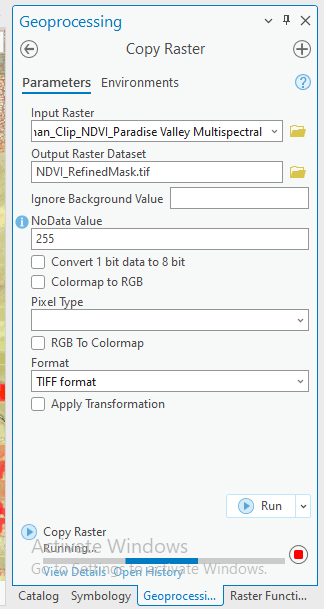 Geoprocessing
Copy Raster
Parameters Environments
Input Raster
nan_Clip_NDVI_Paradise Valley Multispectral
Output Raster Dataset
NDVI_RefinedMask.tif
Ignore Background Value
NoData Value
255
Convert 1 bit data to 8 bit
Colormap to RGB
Pixel Type
RGB To Colormap
Format
TIFF format
Apply Transformation
Run
Copy Raster
Activate Windows
Running...
Go to Settings to activate Windows.
View Details Open History
Catalog Symbology Geoprocessi... Raster Functi...